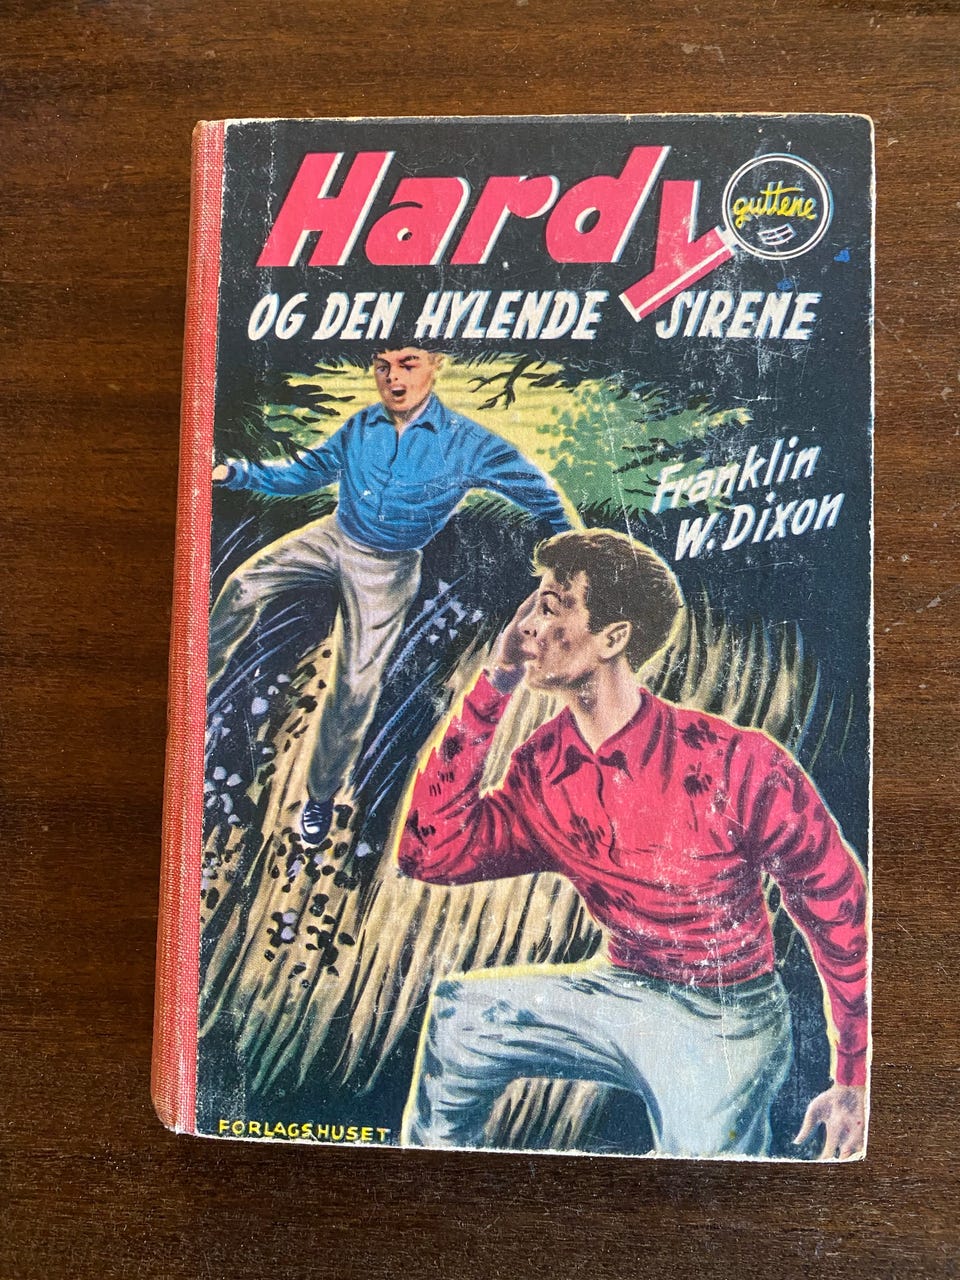 Hardy guttene
OG DEN HYLENDE SIRENE
Franklin
W. Dixon
FORLAGSHUSET